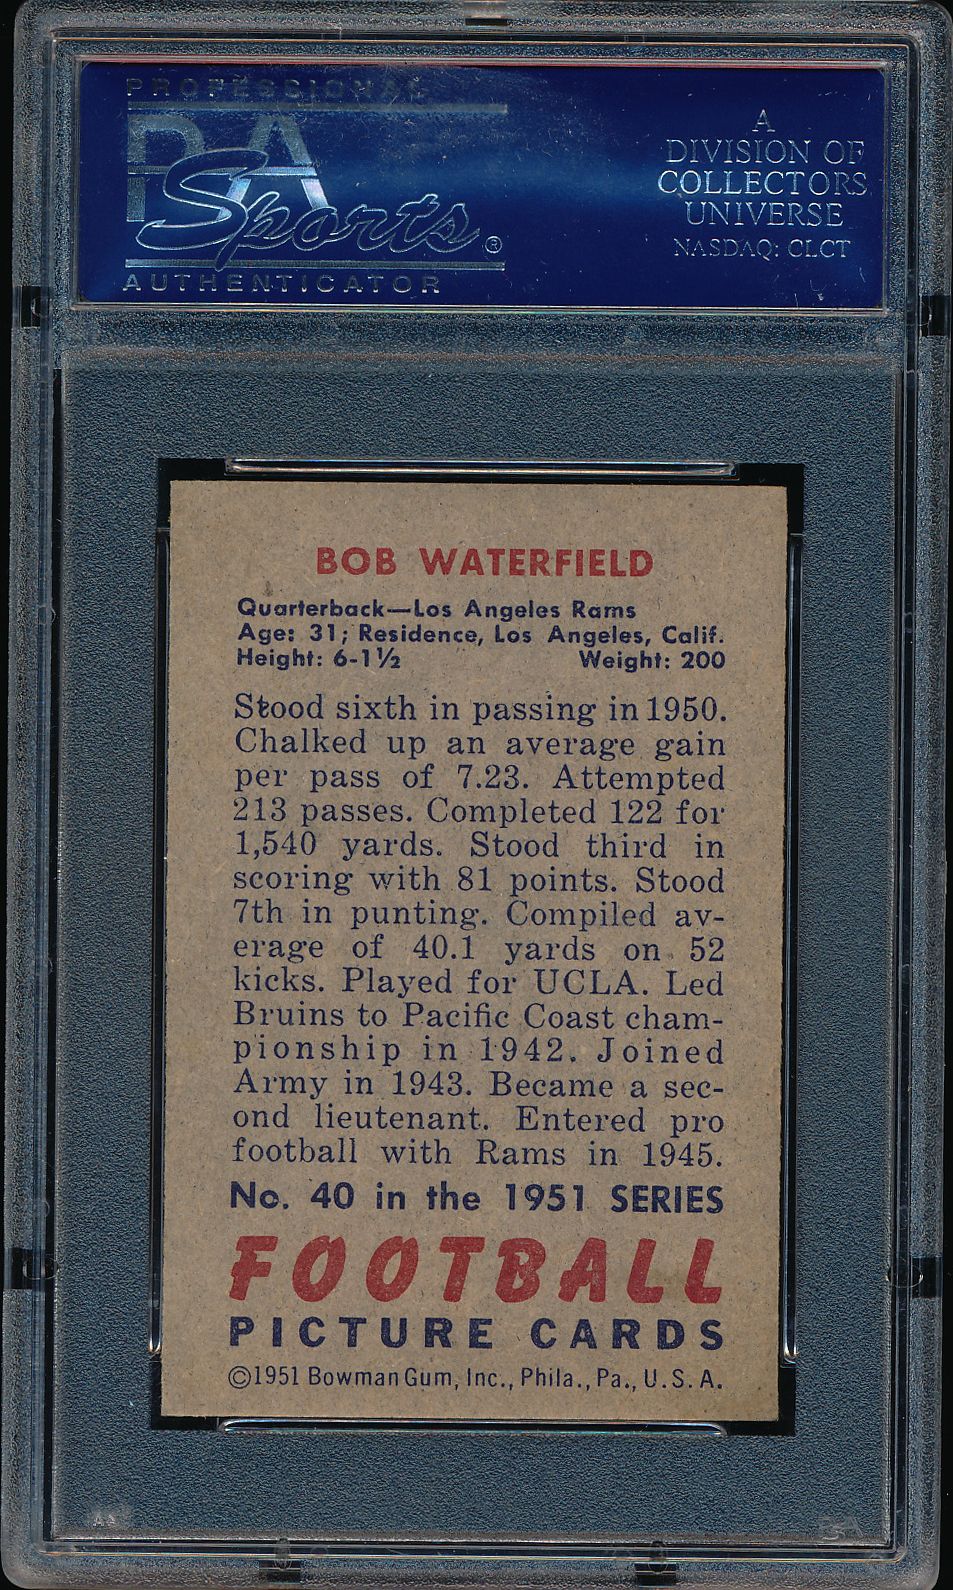 PROFESSIONAL
PSA
Sports®
AUTHENTICATOR
A
DIVISION OF
COLLECTORS
UNIVERSE
NASDAQ: CLCT
BOB WATERFIELD
Quarterback—Los Angeles Rams
Age: 31; Residence, Los Angeles, Calif.
Height: 6-1½ Weight: 200
Stood sixth in passing in 1950.
Chalked up an average gain
per pass of 7.23. Attempted
213 passes. Completed 122 for
1,540 yards. Stood third in
scoring with 81 points. Stood
7th in punting. Compiled av-
erage of 40.1 yards on 52
kicks. Played for UCLA. Led
Bruins to Pacific Coast cham-
pionship in 1942. Joined
Army in 1943. Became a sec-
ond lieutenant. Entered pro
football with Rams in 1945.
No. 40 in the 1951 SERIES
FOOTBALL
PICTURE CARDS
©1951 Bowman Gum, Inc., Phila., Pa., U.S.A.